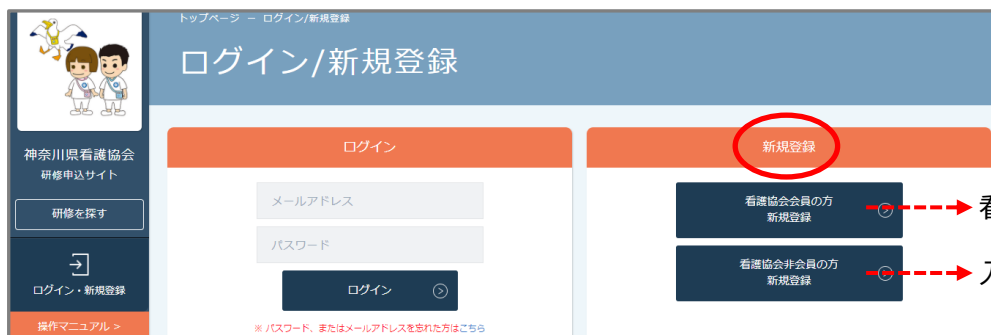 トップページ － ログイン/新規登録
ログイン/新規登録
神奈川県看護協会
研修申込サイト
研修を探す
ログイン・新規登録
操作マニュアル >
ログイン
メールアドレス
パスワード
ログイン
※ パスワード、またはメールアドレスを忘れた方はこちら
新規登録
看護協会会員の方
新規登録
看護協会非会員の方
新規登録